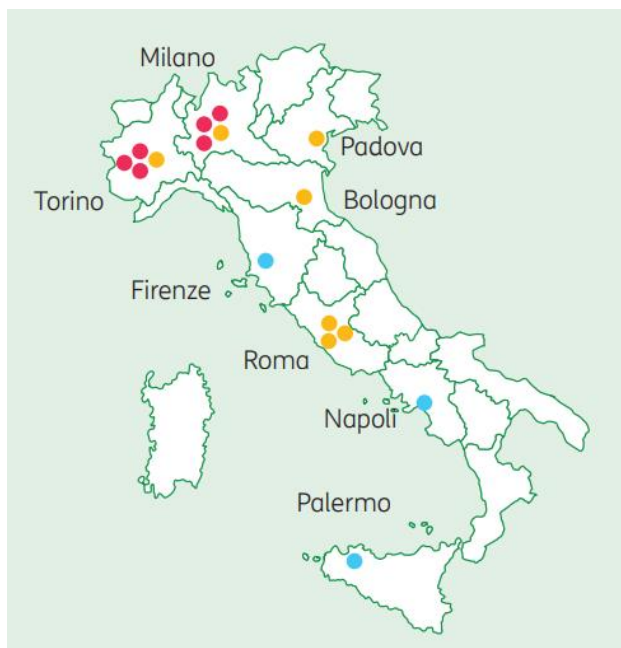 Milano
Padova
Torino
Bologna
Firenze
Roma
Napoli
Palermo